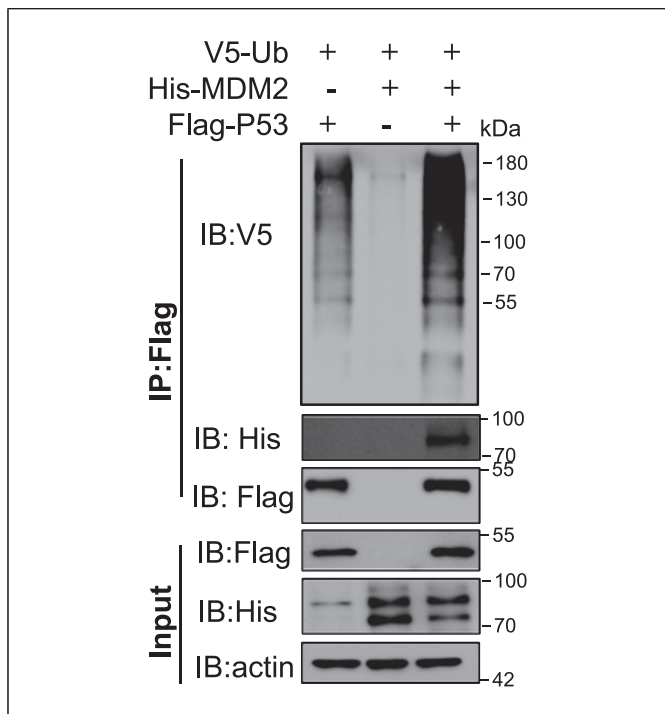 V5-Ub + + +
His-MDM2 - + +
Flag-P53 + - + kDa
IP:Flag
IB:V5
180
130
100
70
55
IB: His
100
70
IB: Flag
55
Input
IB:Flag
55
IB:His
100
70
IB:actin
42